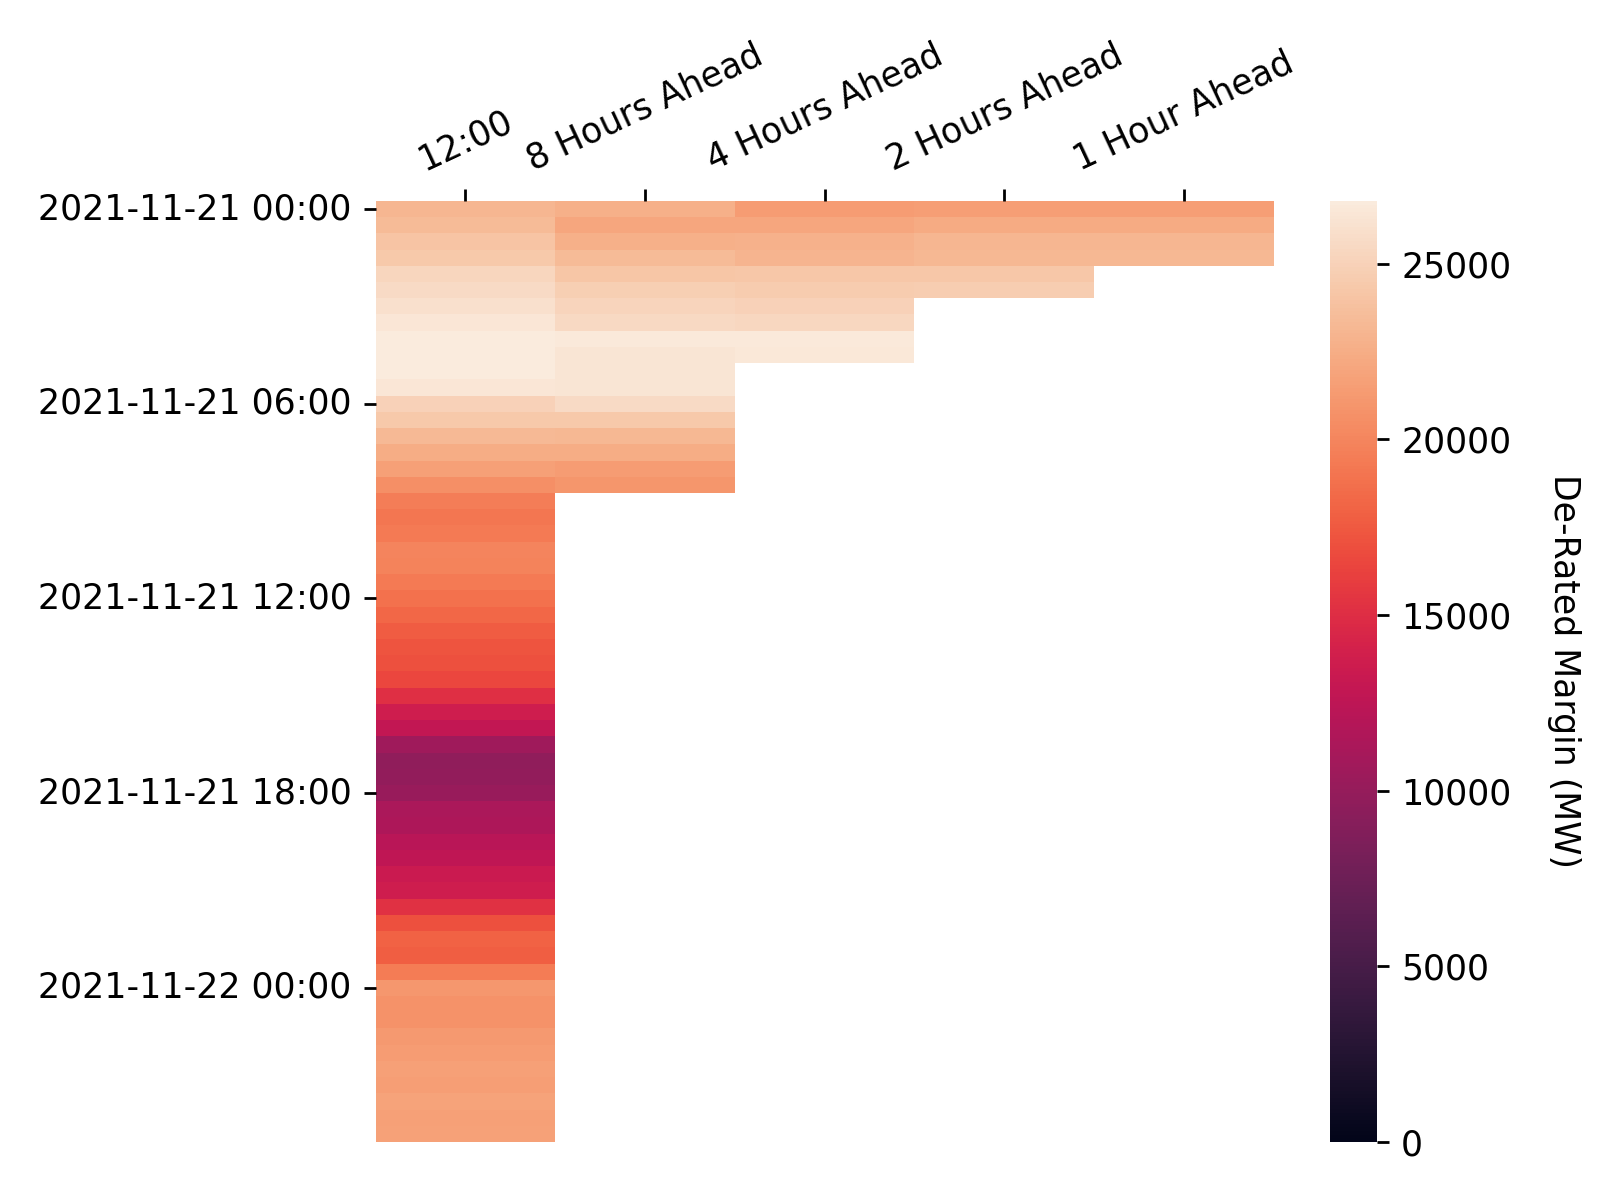 12:00
8 Hours Ahead
4 Hours Ahead
2 Hours Ahead
1 Hour Ahead
2021-11-21 00:00
2021-11-21 06:00
2021-11-21 12:00
2021-11-21 18:00
2021-11-22 00:00
25000
20000
15000
10000
5000
0
De-Rated Margin (MW)